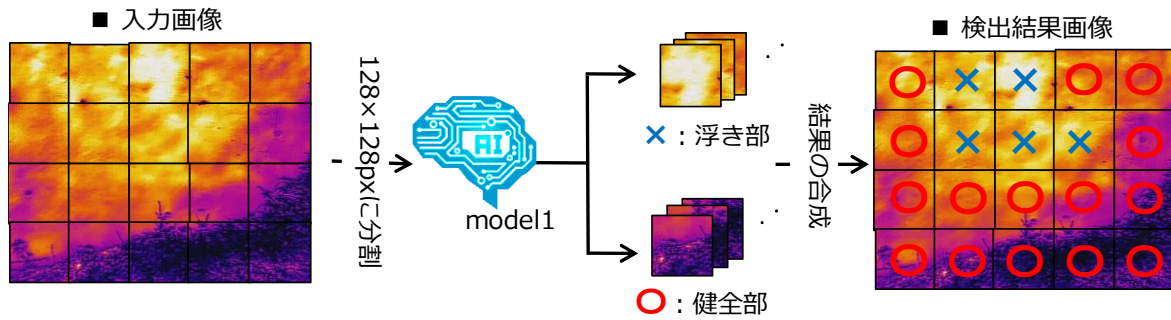 ■ 入力画像
128×128pxに分割
AI
model1
×：浮き部
○：健全部
結果の合成
■ 検出結果画像